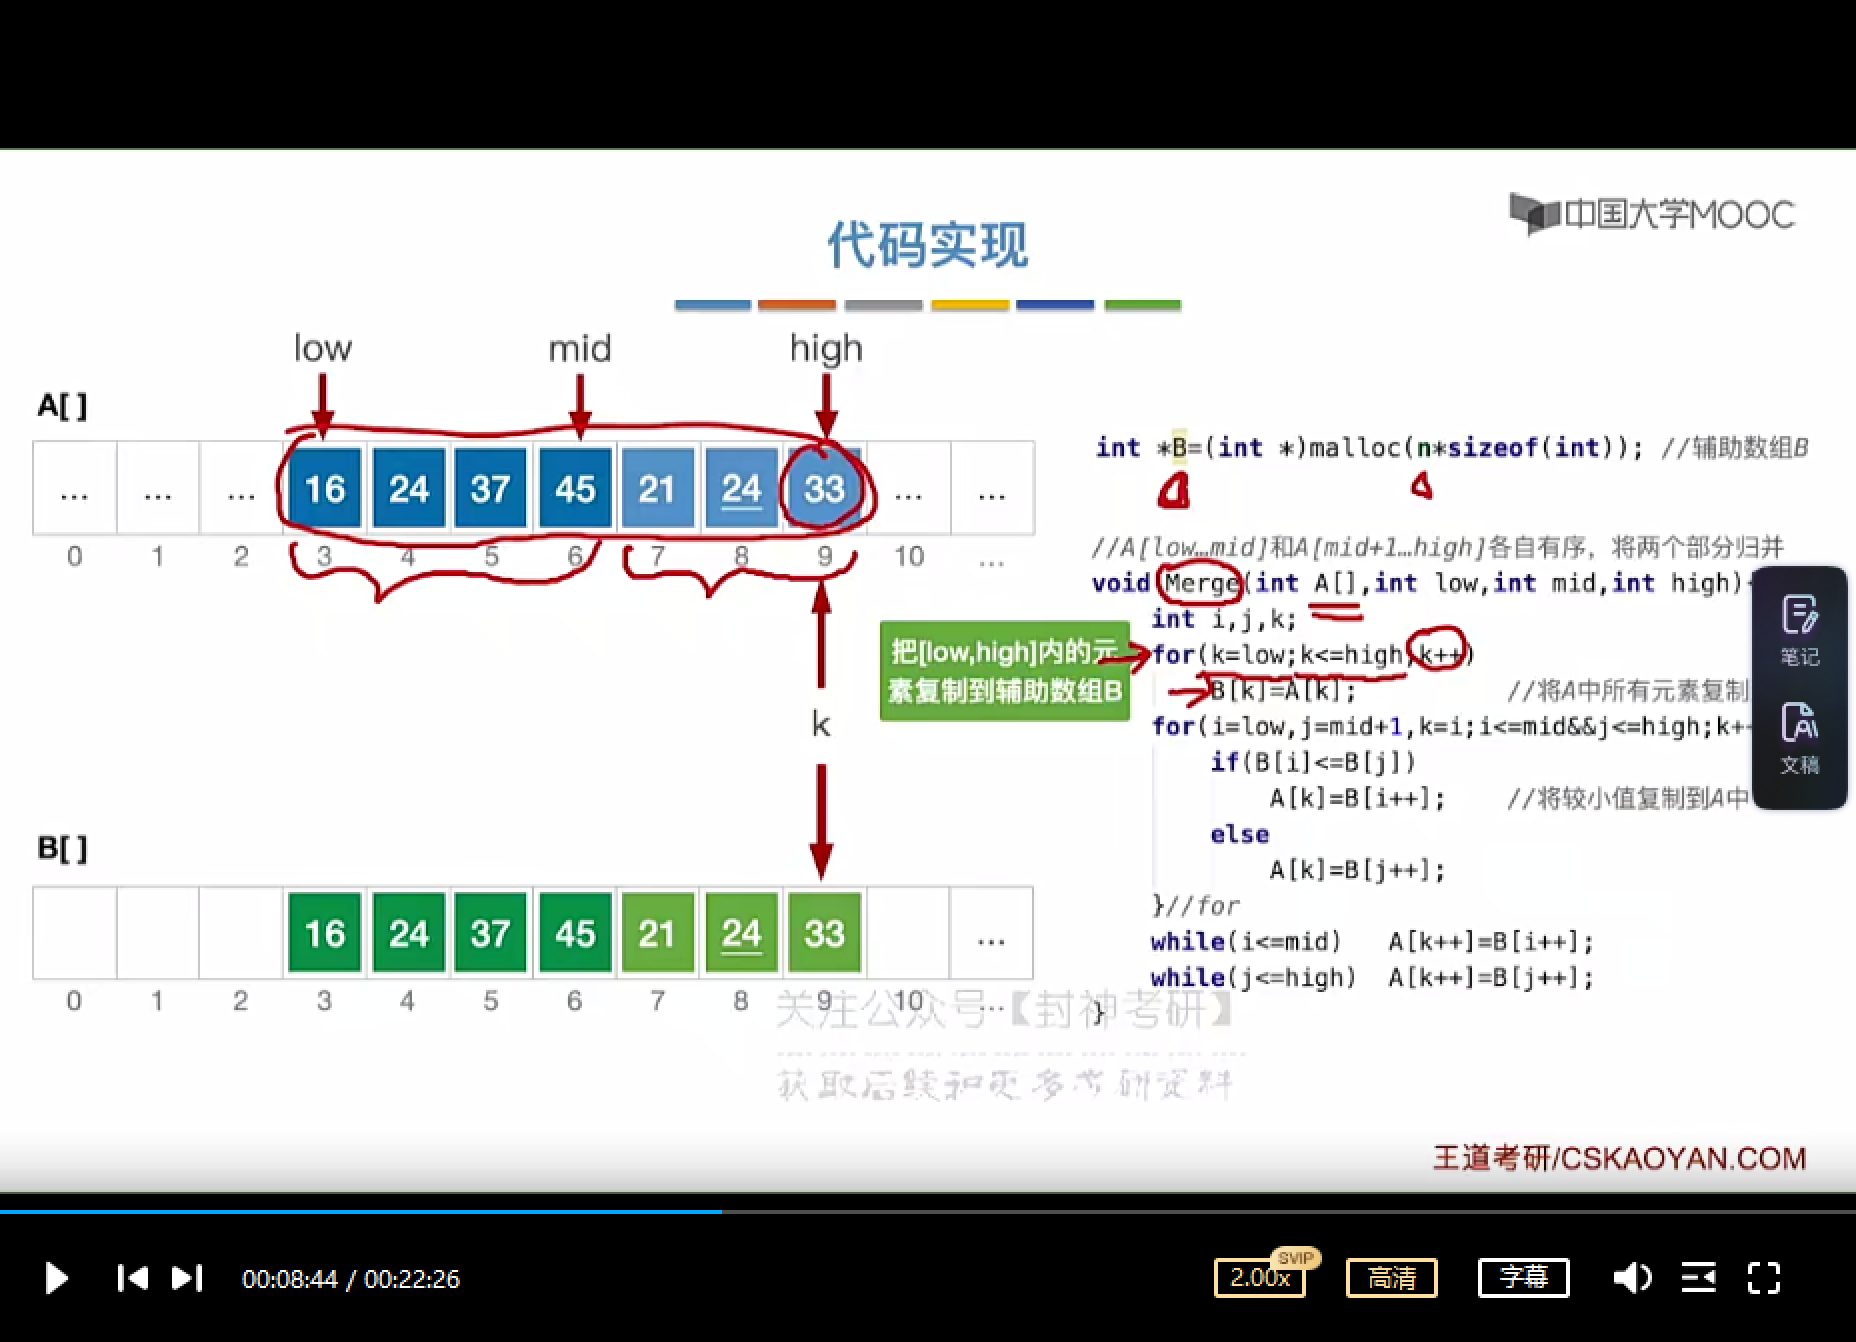 中国大学MOOC
代码实现
low mid high
A[ ]
... ... ... 16 24 37 45 21 24 33 ... ...
0 1 2 3 4 5 6 7 8 9 10 ...
k
B[ ]
16 24 37 45 21 24 33 ...
0 1 2 3 4 5 6 7 8 9 10 ...
把[low,high]内的元
素复制到辅助数组B
int *B=(int *)malloc(n*sizeof(int)); //辅助数组B
//A[low…mid]和A[mid+1…high]各自有序，将两个部分归并
void Merge(int A[],int low,int mid,int high)
int i,j,k;
for(k=low;k<=high;k++)
B[k]=A[k]; //将A中所有元素复制
for(i=low,j=mid+1,k=i;i<=mid&&j<=high;k+
if(B[i]<=B[j])
A[k]=B[i++]; //将较小值复制到A中
else
A[k]=B[j++];
}//for
while(i<=mid) A[k++]=B[i++];
while(j<=high) A[k++]=B[j++];
}
关注公众号【封神考研】
获取后续和更多考研资料
王道考研/CSKAOYAN.COM
笔记
文稿
00:08:44 / 00:22:26
2.00x
SVIP
高清
字幕